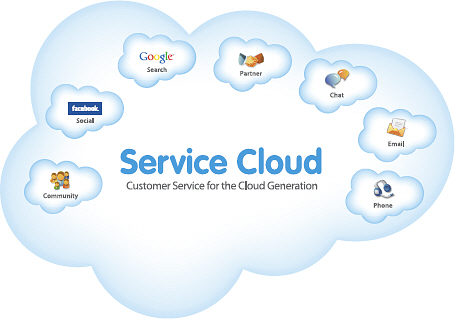 Google
Search
Partner
Chat
facebook.
Social
Email
Service Cloud
Customer Service for the Cloud Generation
Community
Phone